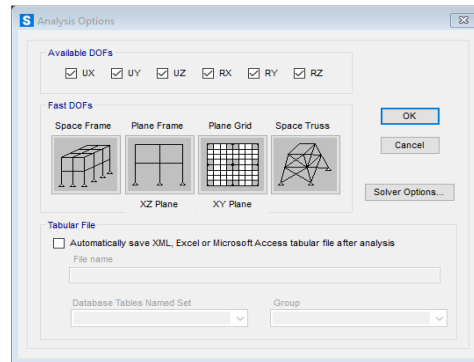 S Analysis Options
Available DOFs
UX UY UZ RX RY RZ
Fast DOFs
Space Frame Plane Frame Plane Grid Space Truss
XZ Plane XY Plane
OK
Cancel
Solver Options...
Tabular File
Automatically save XML, Excel or Microsoft Access tabular file after analysis
File name
Database Tables Named Set Group